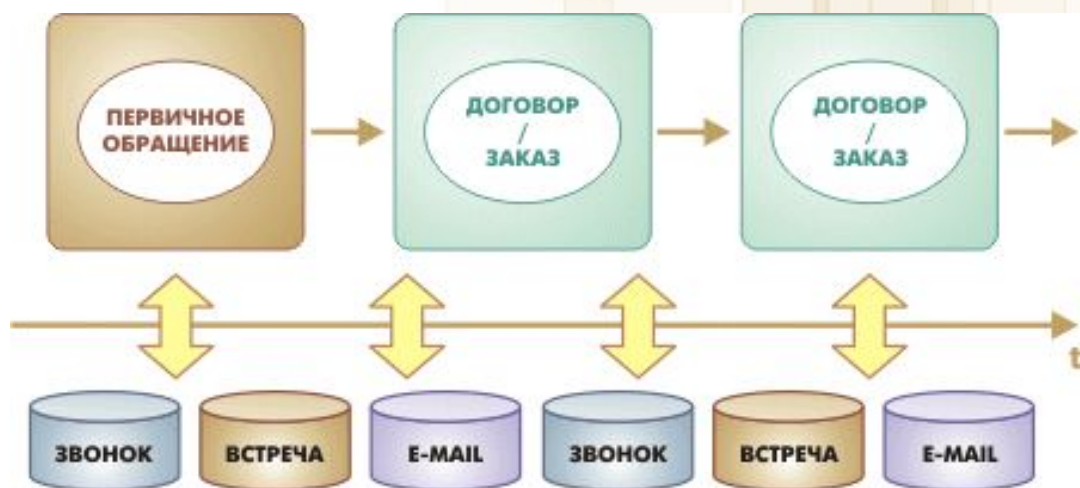 ПЕРВИЧНОЕ
ОБРАЩЕНИЕ
ДОГОВОР
/
ЗАКАЗ
ДОГОВОР
/
ЗАКАЗ
t
ЗВОНОК
ВСТРЕЧА
E-MAIL
ЗВОНОК
ВСТРЕЧА
E-MAIL